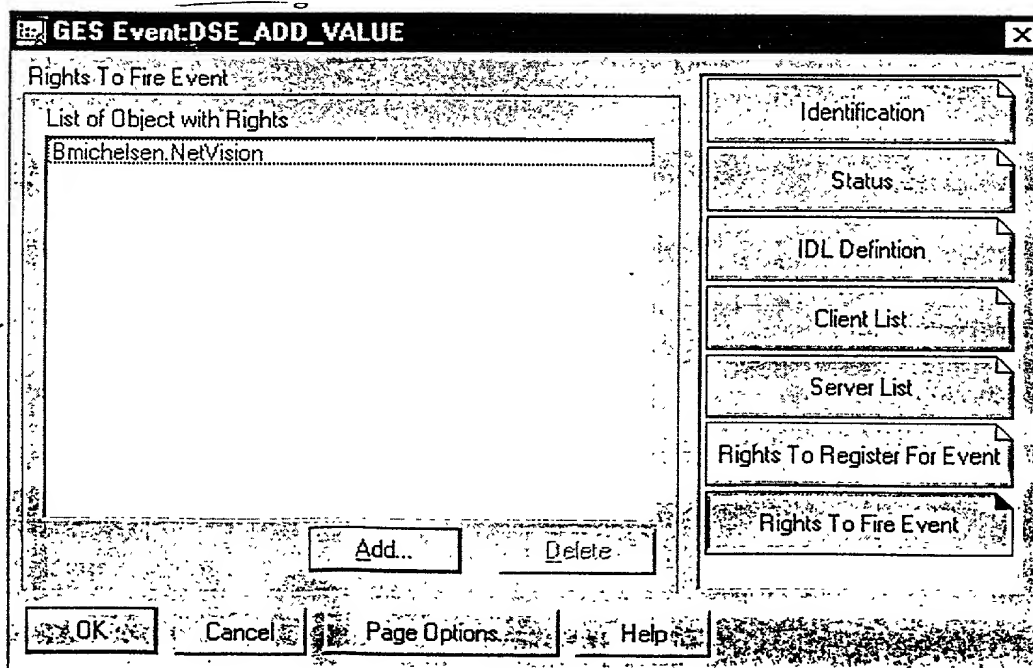 GES Event:DSE_ADD_VALUE
Rights To Fire Event
List of Object with Rights
Bmichelsen.NetVision
Add...
Delete
Identification
Status
IDL Defintion
Client List
Server List
Rights To Register For Event
Rights To Fire Event
OK
Cancel
Page Options...
Help